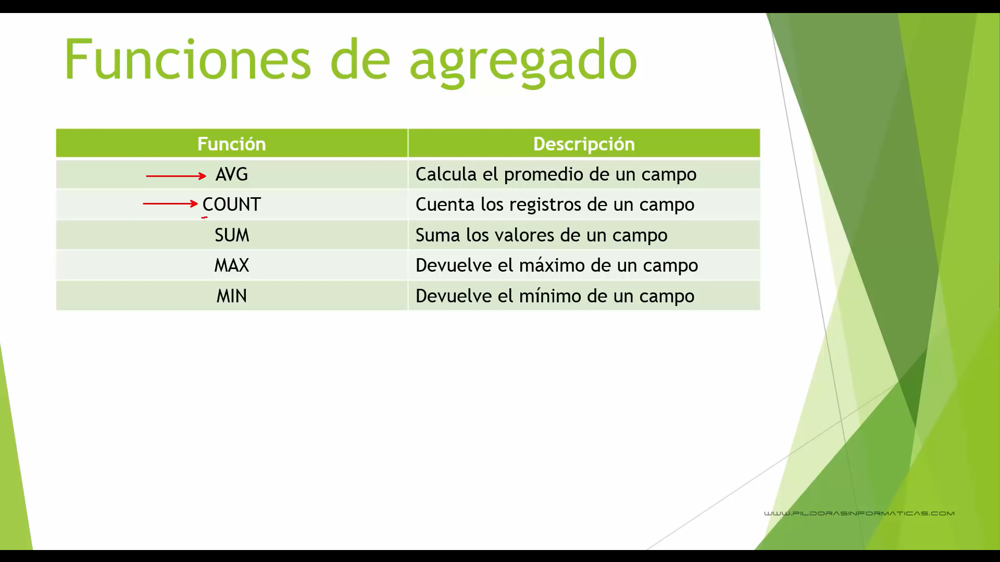 Funciones de agregado
Función Descripción
AVG Calcula el promedio de un campo
COUNT Cuenta los registros de un campo
SUM Suma los valores de un campo
MAX Devuelve el máximo de un campo
MIN Devuelve el mínimo de un campo
WWW.PILDORASINFORMATICAS.COM